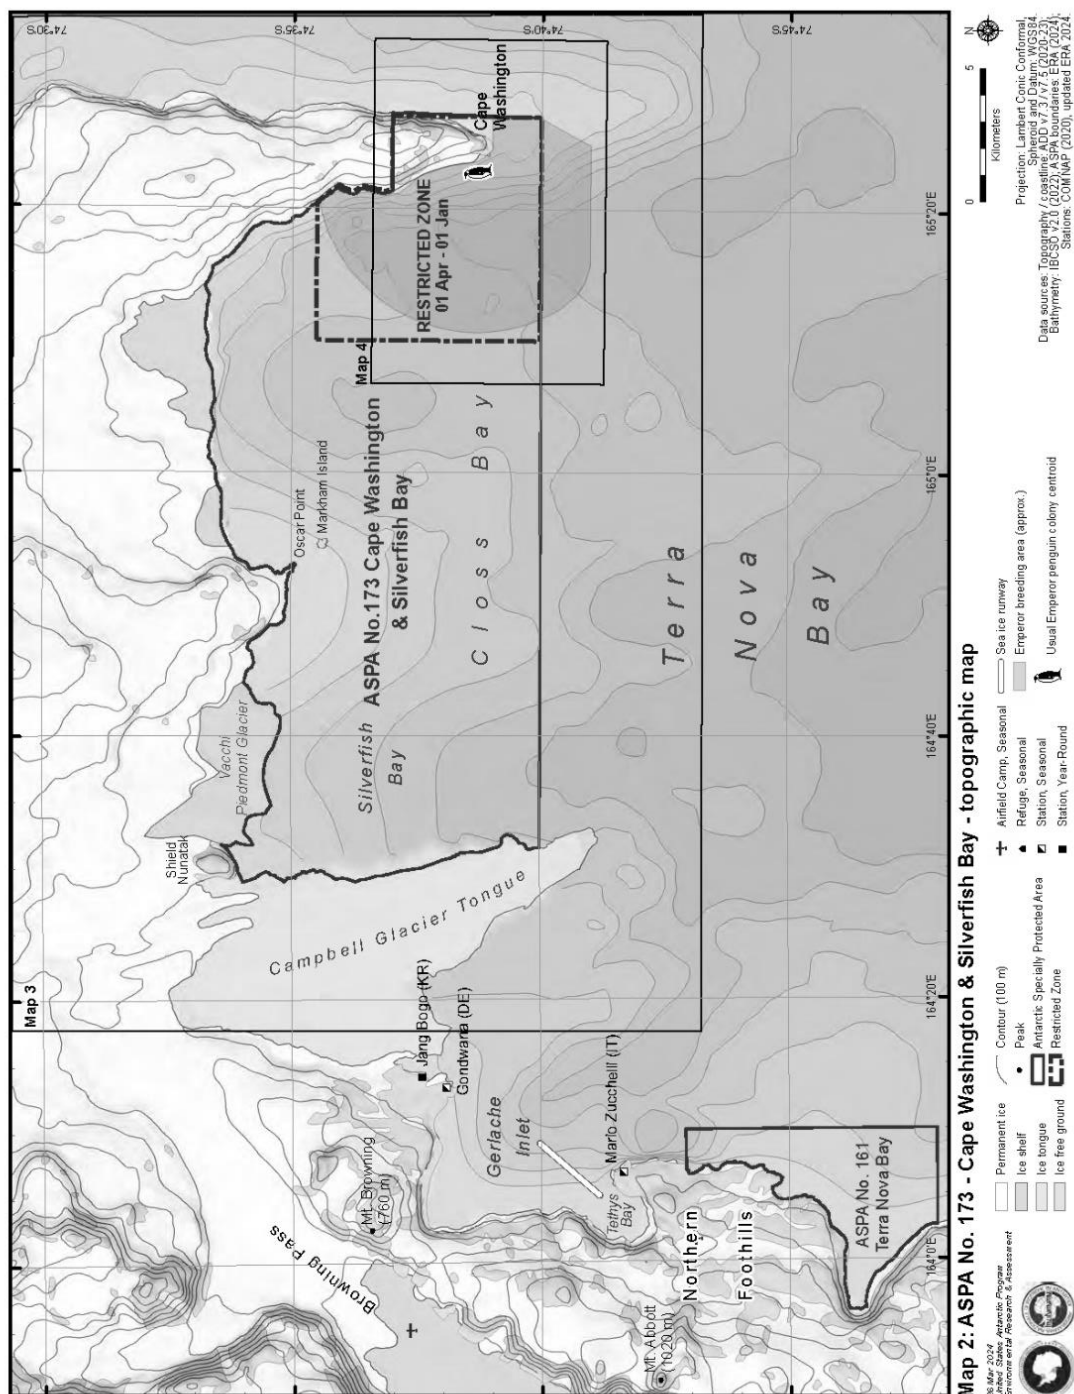 Map 3
Map 4
74°30'S
74°35'S
74°40'S
74°45'S
164°0'E
164°20'E
164°40'E
165°0'E
165°20'E
Shield
Nunatak
Vacchi
Piedmont Glacier
Oscar Point
Markham Island
Silverfish
Bay
ASPA No.173 Cape Washington
& Silverfish Bay
RESTRICTED ZONE
01 Apr - 01 Jan
Cape
Washington
Closs Bay
Terra
Nova
Bay
Campbell Glacier Tongue
Jang Bogo (KR)
Gondwana (DE)
Gerlache
Inlet
Mario Zucchelli (IT)
Tethys
Bay
Browning Pass
Mt. Browning
(760 m)
Northern
Foothills
Mt. Abbott
(1020 m)
ASPA No. 161
Terra Nova Bay
Map 2: ASPA No. 173 - Cape Washington & Silverfish Bay - topographic map
Mar 2024
United States Antarctic Program
Environmental Research & Assessment
Permanent ice
Ice shelf
Ice tongue
Ice free ground
Contour (100 m)
Peak
Antarctic Specially Protected Area
Restricted Zone
Airfield Camp, Seasonal
Refuge, Seasonal
Station, Seasonal
Station, Year-Round
Sea ice runway
Emperor breeding area (approx.)
Usual Emperor penguin colony centroid
0 5
Kilometers
N
Projection: Lambert Conic Conformal,
Spheroid and Datum: WGS84.
Data sources: Topography / coastline: ADD v7.3 / v7.5 (2020-23);
Bathymetry: IBCSO v2.0 (2022); ASPA boundaries: ERA (2024);
Stations: COMNAP (2020), updated ERA 2024.